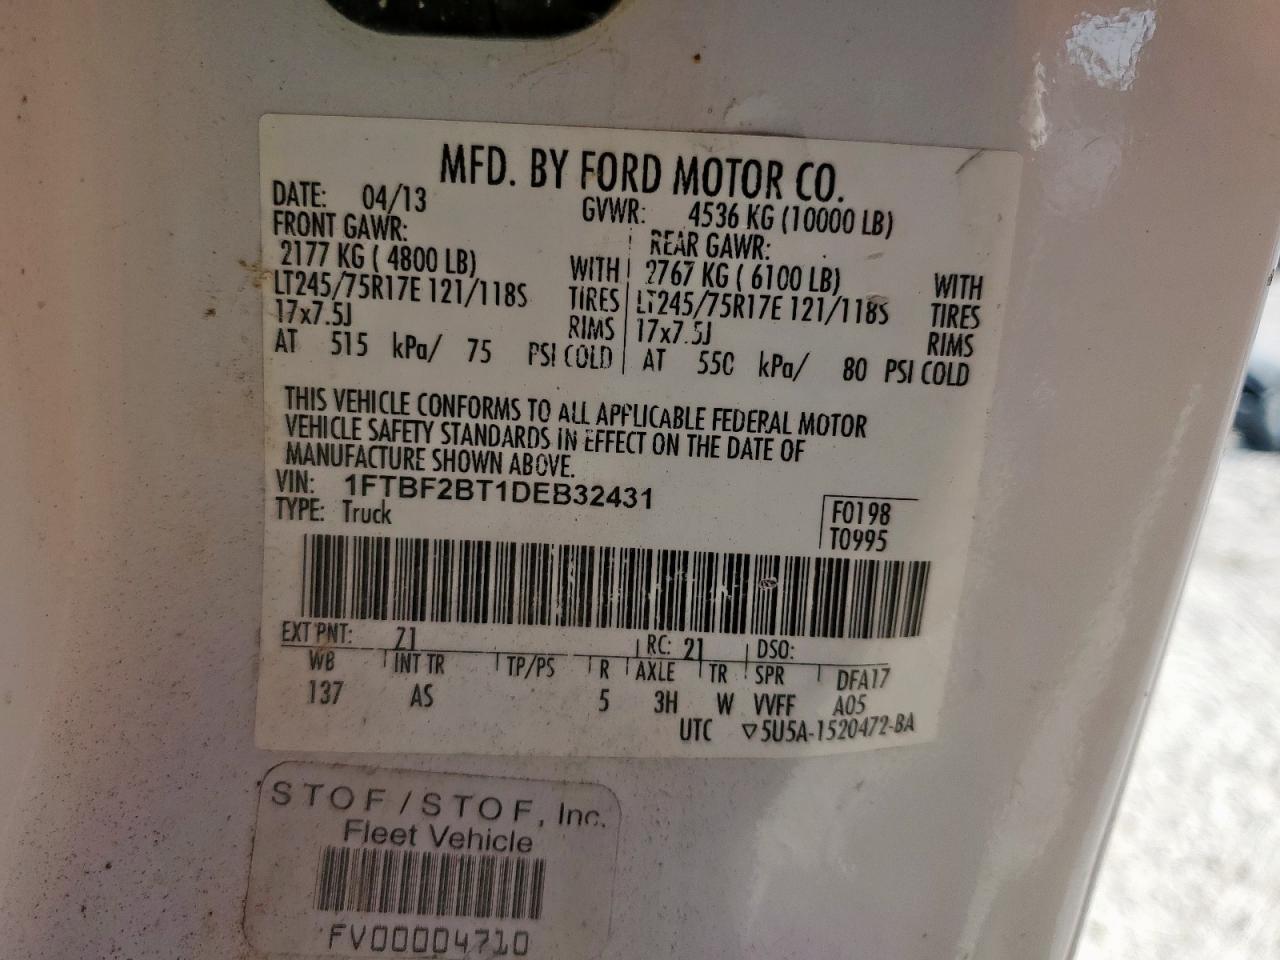 MFD. BY FORD MOTOR CO.
DATE: 04/13 GVWR: 4536 KG (10000 LB)
FRONT GAWR: REAR GAWR:
2177 KG ( 4800 LB) WITH 2767 KG ( 6100 LB) WITH
LT245/75R17E 121/118S TIRES LT245/75R17E 121/118S TIRES
17x7.5J RIMS 17x7.5J RIMS
AT 515 kPa/ 75 PSI COLD AT 550 kPa/ 80 PSI COLD
THIS VEHICLE CONFORMS TO ALL APPLICABLE FEDERAL MOTOR
VEHICLE SAFETY STANDARDS IN EFFECT ON THE DATE OF
MANUFACTURE SHOWN ABOVE.
VIN: 1FTBF2BT1DEB32431
TYPE: Truck
F0198
T0995
EXT PNT: Z1 RC: 21 DSO:
WB INT TR TP/PS R AXLE TR SPR DFA17
137 AS 5 3H W VVFF A05
UTC ▽5U5A-1520472-BA
STOF/STOF, Inc.
Fleet Vehicle
FV00004710